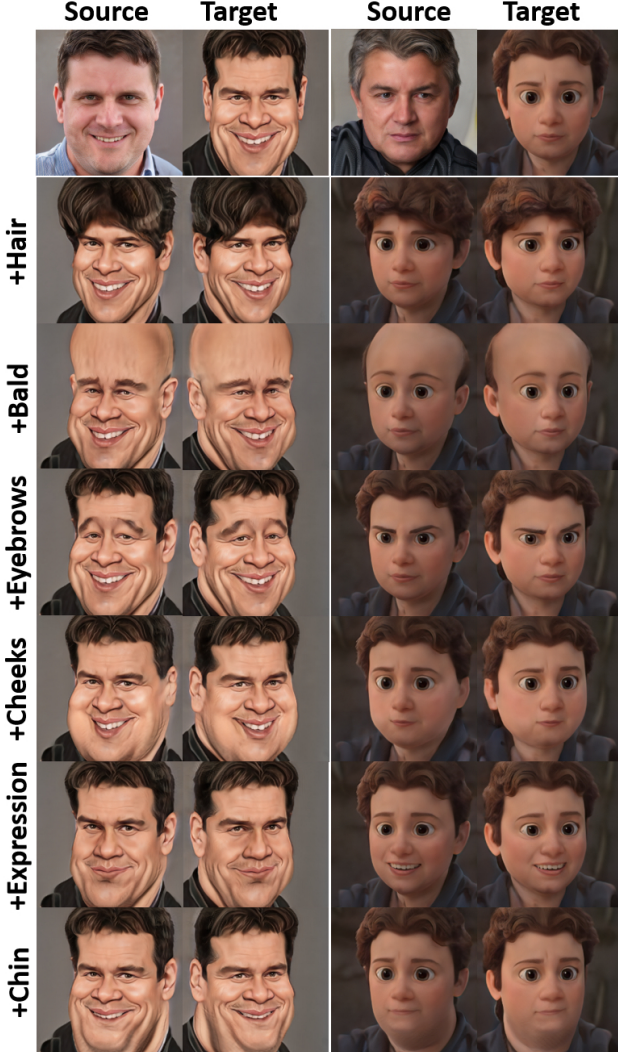 Source Target Source Target
+Hair
+Bald
+Eyebrows
+Cheeks
+Expression
+Chin